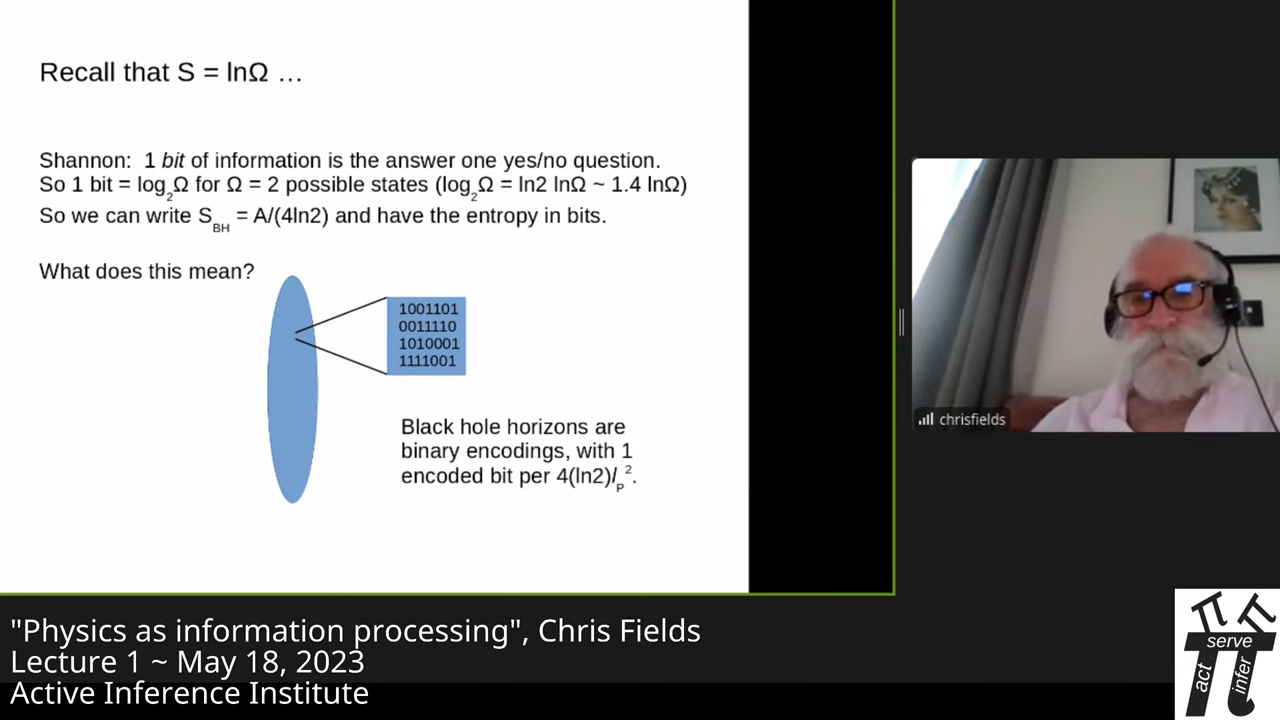 Recall that S = lnΩ …
Shannon: 1 bit of information is the answer one yes/no question.
So 1 bit = log₂Ω for Ω = 2 possible states (log₂Ω = ln2 lnΩ ~ 1.4 lnΩ)
So we can write S_BH = A/(4ln2) and have the entropy in bits.
What does this mean?
1001101
0011110
1010001
1111001
Black hole horizons are
binary encodings, with 1
encoded bit per 4(ln2)l_P².
chrisfields
"Physics as information processing", Chris Fields
Lecture 1 ~ May 18, 2023
Active Inference Institute
serve
act
infer